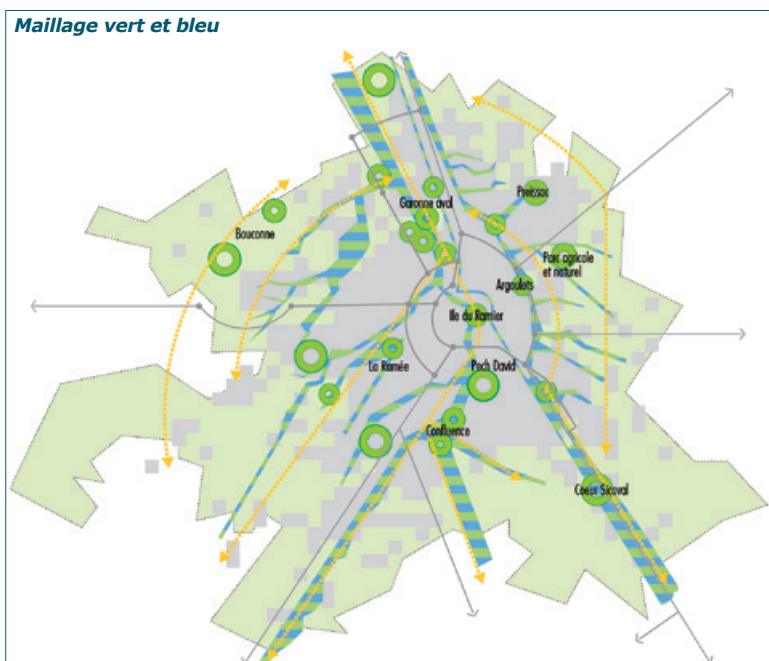 Maillage vert et bleu
Garonne aval
Preissac
Bouconne
Parc agricole
et naturel
Argoulets
Ille du Ramier
La Ramée
Pech David
Confluence
Coeur Sicoval